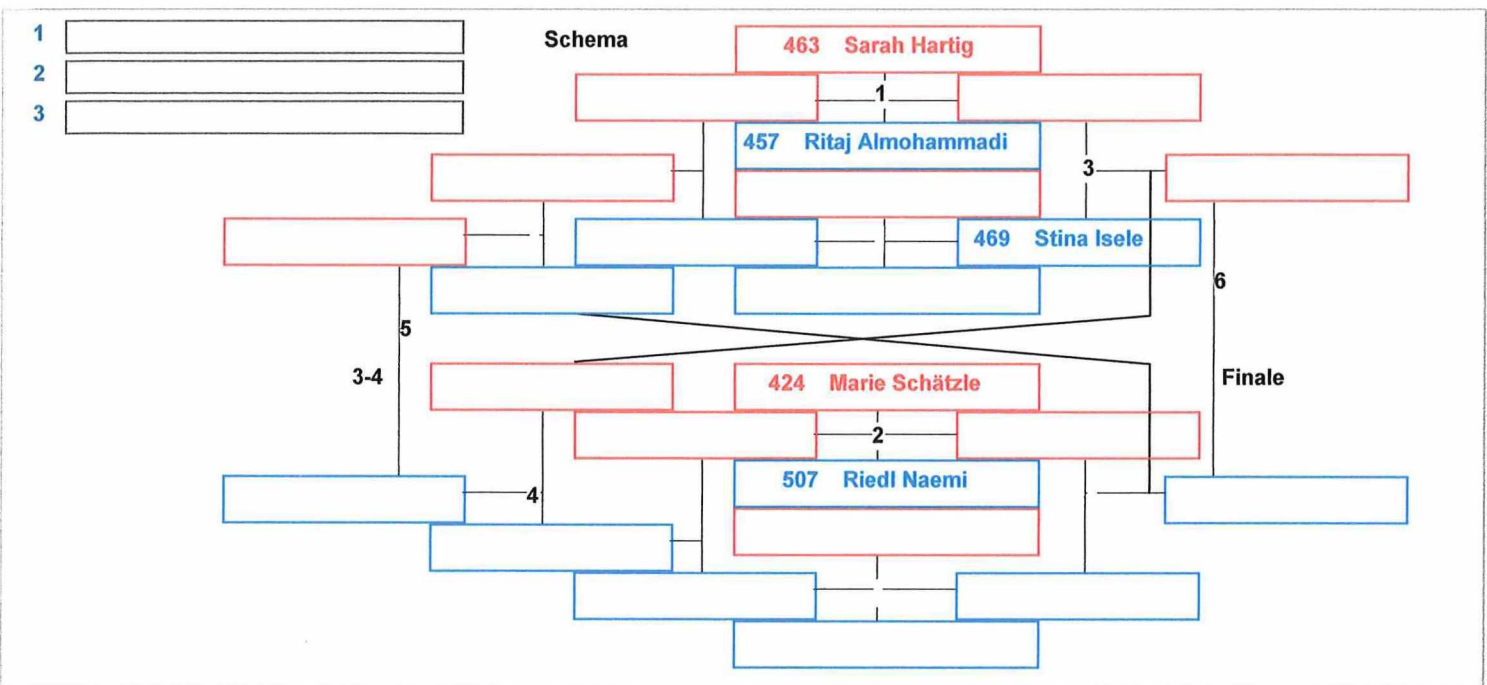 1
Schema
463 Sarah Hartig
2
1
3
457 Ritaj Almohammadi
3
469 Stina Isele
6
5
3-4
424 Marie Schätzle
Finale
2
507 Riedl Naemi
4